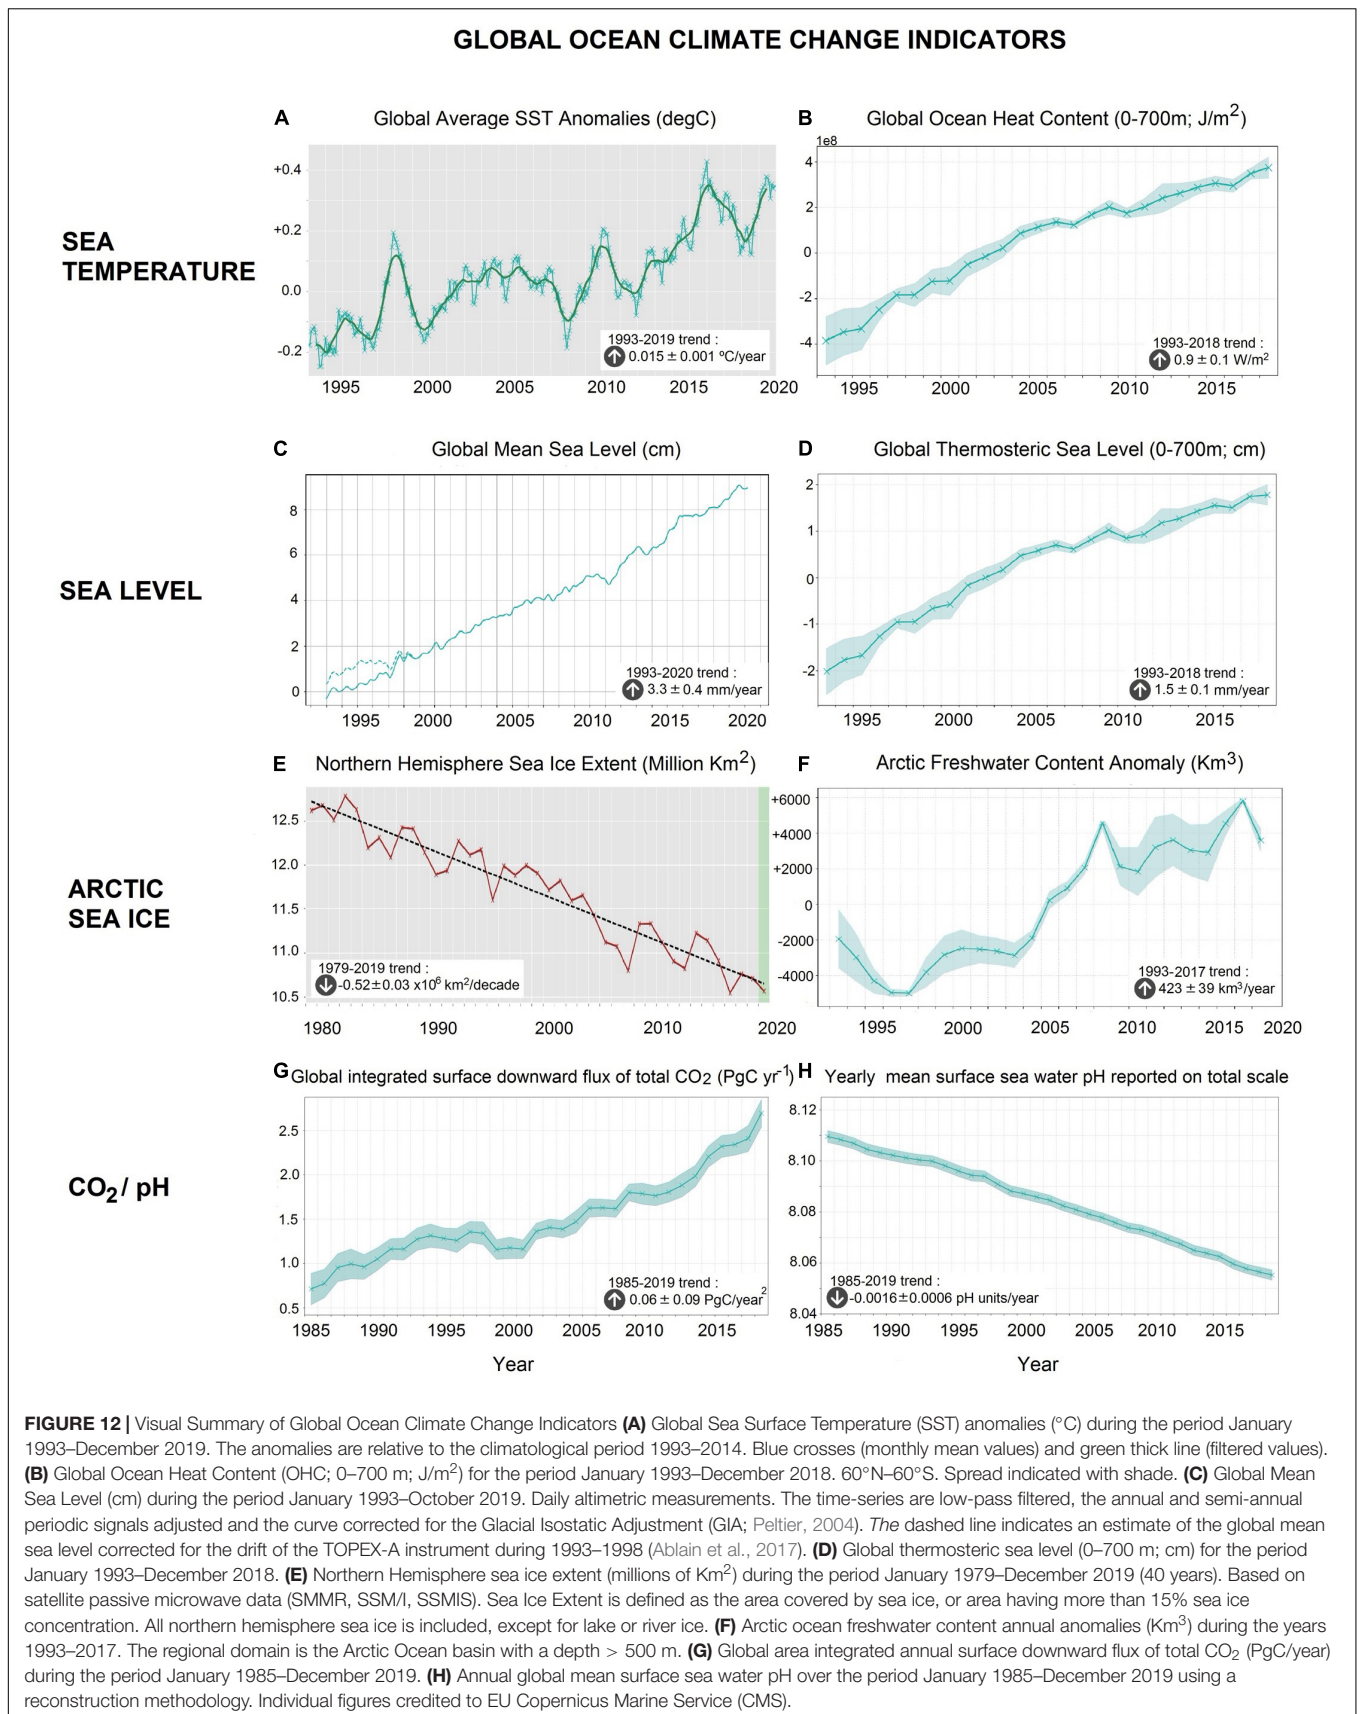 GLOBAL OCEAN CLIMATE CHANGE INDICATORS
SEA
TEMPERATURE
A Global Average SST Anomalies (degC)
+0.4
+0.2
0.0
-0.2
1993-2019 trend :
0.015 ± 0.001 ºC/year
1995 2000 2005 2010 2015 2020
B Global Ocean Heat Content (0-700m; J/m²)
1e8
4
2
0
-2
-4
1993-2018 trend :
0.9 ± 0.1 W/m²
1995 2000 2005 2010 2015
SEA LEVEL
C Global Mean Sea Level (cm)
8
6
4
2
0
1993-2020 trend :
3.3 ± 0.4 mm/year
1995 2000 2005 2010 2015 2020
D Global Thermosteric Sea Level (0-700m; cm)
2
1
0
-1
-2
1993-2018 trend :
1.5 ± 0.1 mm/year
1995 2000 2005 2010 2015
ARCTIC
SEA ICE
E Northern Hemisphere Sea Ice Extent (Million Km²)
12.5
12.0
11.5
11.0
10.5
1979-2019 trend :
-0.52±0.03 x10⁶ km²/decade
1980 1990 2000 2010 2020
F Arctic Freshwater Content Anomaly (Km³)
+6000
+4000
+2000
0
-2000
-4000
1993-2017 trend :
423 ± 39 km³/year
1995 2000 2005 2010 2015 2020
CO₂ / pH
G Global integrated surface downward flux of total CO₂ (PgC yr⁻¹)
2.5
2.0
1.5
1.0
0.5
1985-2019 trend :
0.06 ± 0.09 PgC/year²
1985 1990 1995 2000 2005 2010 2015
Year
H Yearly mean surface sea water pH reported on total scale
8.12
8.10
8.08
8.06
8.04
1985-2019 trend :
-0.0016±0.0006 pH units/year
1985 1990 1995 2000 2005 2010 2015
Year
FIGURE 12 | Visual Summary of Global Ocean Climate Change Indicators (A) Global Sea Surface Temperature (SST) anomalies (°C) during the period January
1993–December 2019. The anomalies are relative to the climatological period 1993–2014. Blue crosses (monthly mean values) and green thick line (filtered values).
(B) Global Ocean Heat Content (OHC; 0–700 m; J/m²) for the period January 1993–December 2018. 60°N–60°S. Spread indicated with shade. (C) Global Mean
Sea Level (cm) during the period January 1993–October 2019. Daily altimetric measurements. The time-series are low-pass filtered, the annual and semi-annual
periodic signals adjusted and the curve corrected for the Glacial Isostatic Adjustment (GIA; Peltier, 2004). The dashed line indicates an estimate of the global mean
sea level corrected for the drift of the TOPEX-A instrument during 1993–1998 (Ablain et al., 2017). (D) Global thermosteric sea level (0–700 m; cm) for the period
January 1993–December 2018. (E) Northern Hemisphere sea ice extent (millions of Km²) during the period January 1979–December 2019 (40 years). Based on
satellite passive microwave data (SMMR, SSM/I, SSMIS). Sea Ice Extent is defined as the area covered by sea ice, or area having more than 15% sea ice
concentration. All northern hemisphere sea ice is included, except for lake or river ice. (F) Arctic ocean freshwater content annual anomalies (Km³) during the years
1993–2017. The regional domain is the Arctic Ocean basin with a depth > 500 m. (G) Global area integrated annual surface downward flux of total CO₂ (PgC/year)
during the period January 1985–December 2019. (H) Annual global mean surface sea water pH over the period January 1985–December 2019 using a
reconstruction methodology. Individual figures credited to EU Copernicus Marine Service (CMS).